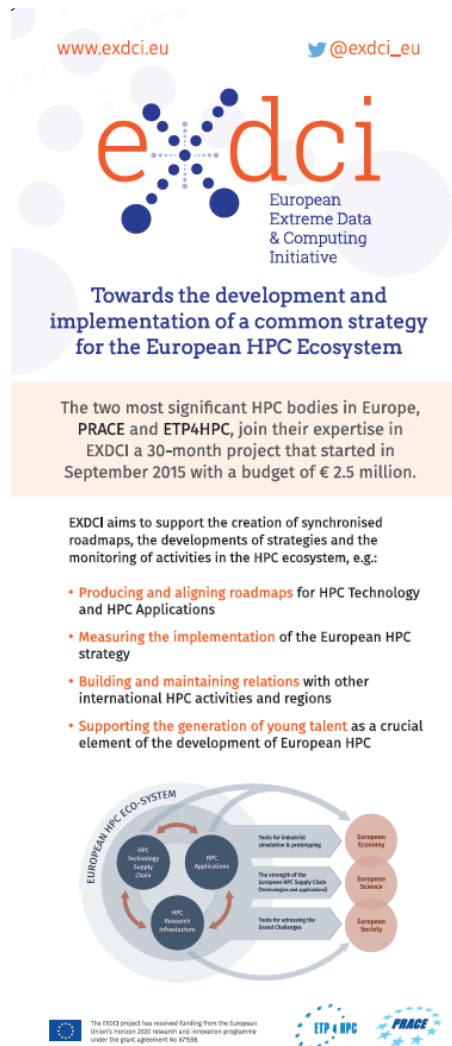 www.exdci.eu
@exdci_eu
exdci
European
Extreme Data
& Computing
Initiative
Towards the development and
implementation of a common strategy
for the European HPC Ecosystem
The two most significant HPC bodies in Europe,
PRACE and ETP4HPC, join their expertise in
EXDCI a 30-month project that started in
September 2015 with a budget of € 2.5 million.
EXDCI aims to support the creation of synchronised
roadmaps, the developments of strategies and the
monitoring of activities in the HPC ecosystem, e.g.:
• Producing and aligning roadmaps for HPC Technology
and HPC Applications
• Measuring the implementation of the European HPC
strategy
• Building and maintaining relations with other
international HPC activities and regions
• Supporting the generation of young talent as a crucial
element of the development of European HPC
EUROPEAN HPC ECO-SYSTEM
HPC
Technology
Supply
Chain
HPC
Applications
HPC
Research
Infrastructure
Tools for industrial
simulation & prototyping
The strength of the
European HPC Supply Chain
(Technologies and applications)
Tools for adressing the
Grand Challenges
European
Economy
European
Science
European
Society
The EXDCI project has received funding from the European
Union's Horizon 2020 research and innovation programme
under the grant agreement No 671558.
ETP 4 HPC
PRACE